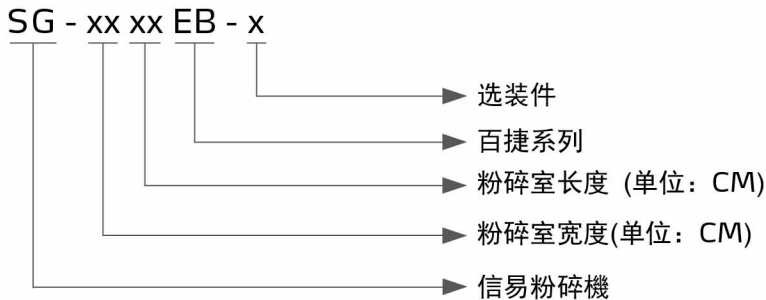 SG - xx xx EB - x
选装件
百捷系列
粉碎室长度 (单位：CM)
粉碎室宽度(单位：CM)
信易粉碎機